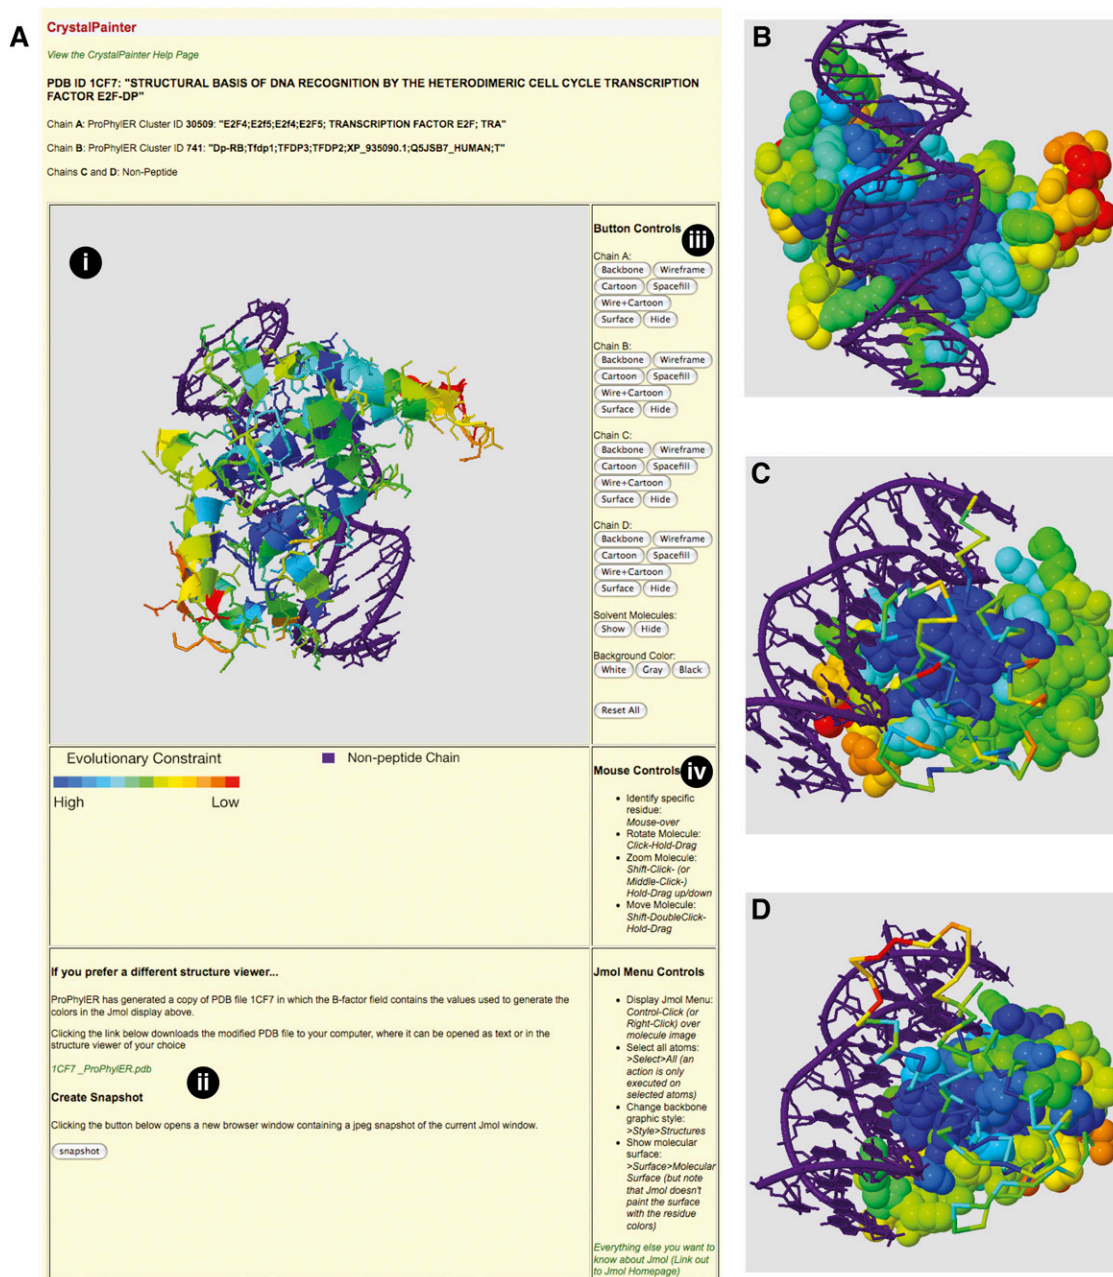 A
CrystalPainter
View the CrystalPainter Help Page
PDB ID 1CF7: "STRUCTURAL BASIS OF DNA RECOGNITION BY THE HETERODIMERIC CELL CYCLE TRANSCRIPTION
FACTOR E2F-DP"
Chain A: ProPhylER Cluster ID 30509: "E2F4;E2f5;E2f4;E2F5; TRANSCRIPTION FACTOR E2F; TRA"
Chain B: ProPhylER Cluster ID 741: "Dp-RB;Tfdp1;TFDP3;TFDP2;XP_935090.1;Q5JSB7_HUMAN;T"
Chains C and D: Non-Peptide
i
Button Controls
iii
Chain A:
Backbone Wireframe
Cartoon Spacefill
Wire+Cartoon
Surface Hide
Chain B:
Backbone Wireframe
Cartoon Spacefill
Wire+Cartoon
Surface Hide
Chain C:
Backbone Wireframe
Cartoon Spacefill
Wire+Cartoon
Surface Hide
Chain D:
Backbone Wireframe
Cartoon Spacefill
Wire+Cartoon
Surface Hide
Solvent Molecules:
Show Hide
Background Color:
White Gray Black
Reset All
Evolutionary Constraint
High Low
Non-peptide Chain
Mouse Controls
iv
• Identify specific
residue:
Mouse-over
• Rotate Molecule:
Click-Hold-Drag
• Zoom Molecule:
Shift-Click- (or
Middle-Click-)
Hold-Drag up/down
• Move Molecule:
Shift-DoubleClick-
Hold-Drag
If you prefer a different structure viewer...
ProPhylER has generated a copy of PDB file 1CF7 in which the B-factor field contains the values used to generate the
colors in the Jmol display above.
Clicking the link below downloads the modified PDB file to your computer, where it can be opened as text or in the
structure viewer of your choice
1CF7_ProPhylER.pdb
ii
Create Snapshot
Clicking the button below opens a new browser window containing a jpeg snapshot of the current Jmol window.
snapshot
Jmol Menu Controls
• Display Jmol Menu:
Control-Click (or
Right-Click) over
molecule image
• Select all atoms:
>Select>All (an
action is only
executed on
selected atoms)
• Change backbone
graphic style:
>Style>Structures
• Show molecular
surface:
>Surface>Molecular
Surface (but note
that Jmol doesn't
paint the surface
with the residue
colors)
Everything else you want to
know about Jmol (Link out
to Jmol Homepage)
B
C
D